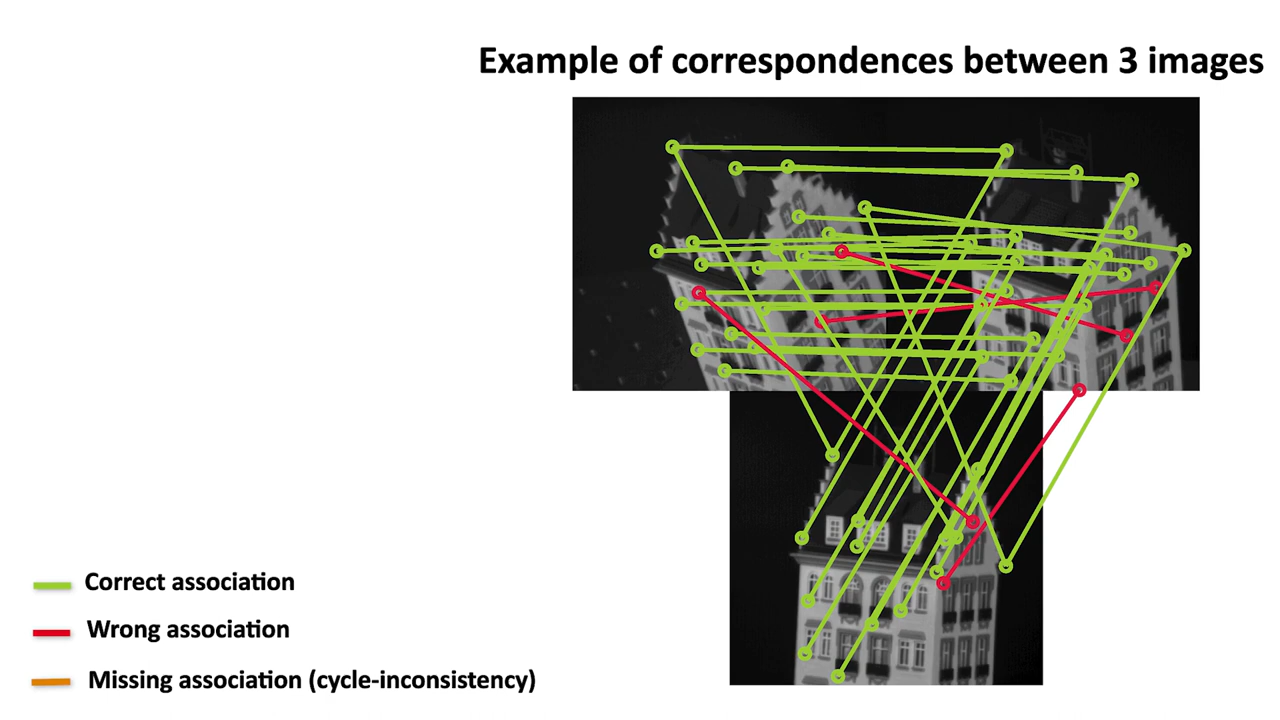 Example of correspondences between 3 images
Correct association
Wrong association
Missing association (cycle-inconsistency)